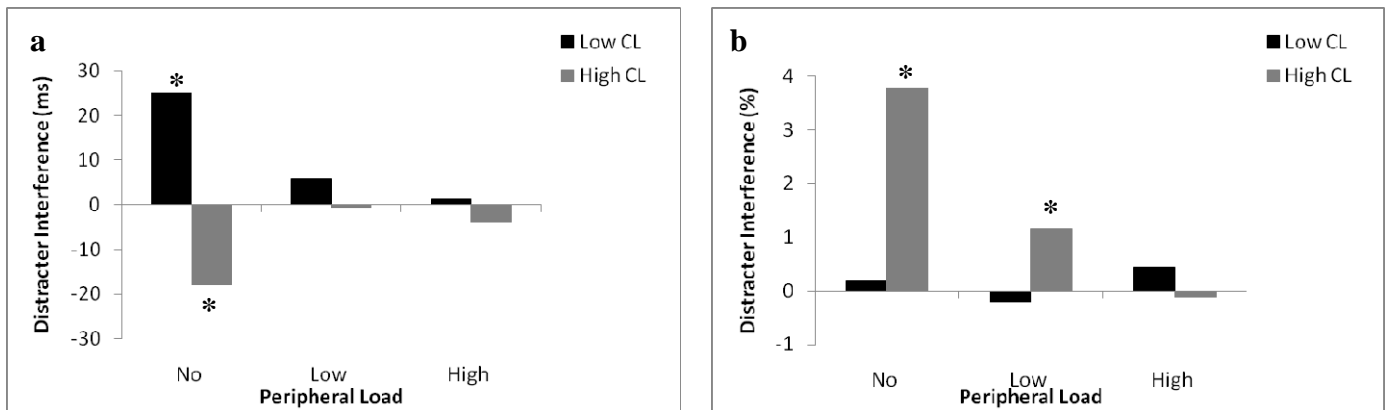 a
Low CL
High CL
Distracter Interference (ms)
30
20
10
0
-10
-20
-30
*
*
No Low High
Peripheral Load
b
Low CL
High CL
Distracter Interference (%)
4
3
2
1
0
-1
*
*
No Low High
Peripheral Load